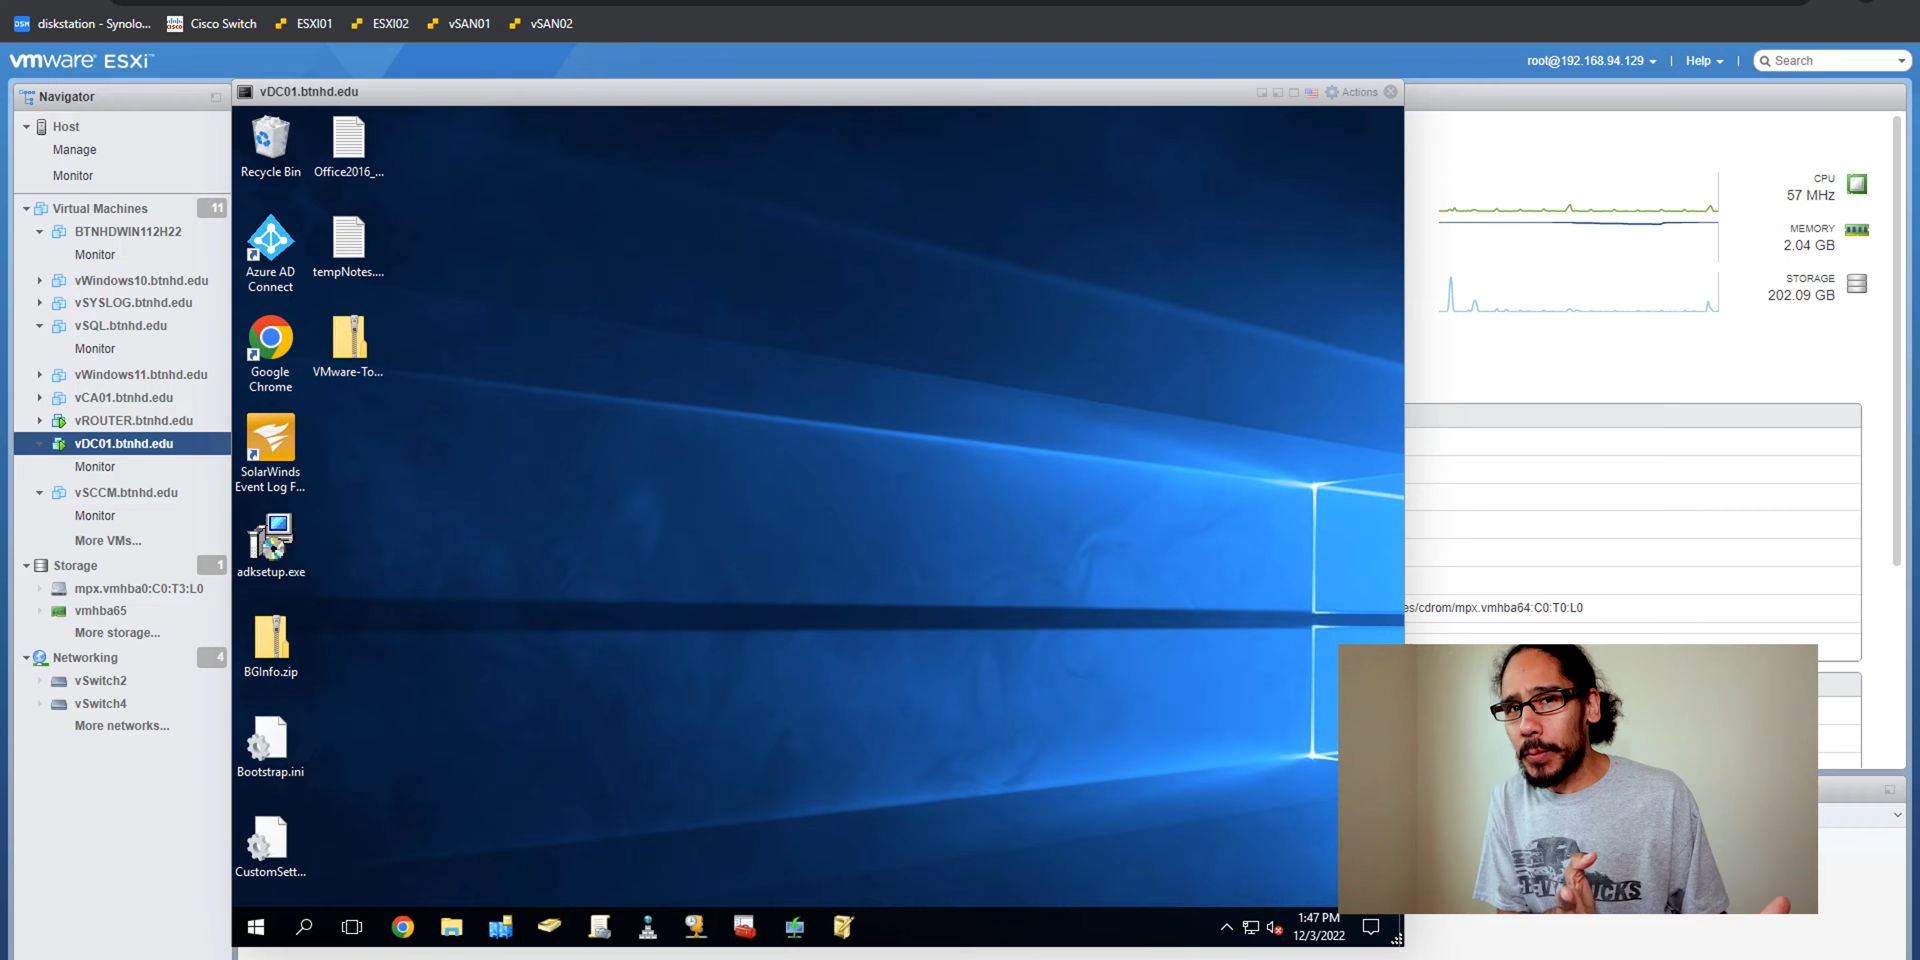 diskstation - Synolo...
Cisco Switch
ESXI01
ESXI02
vSAN01
vSAN02
vmware ESXi™
root@192.168.94.129
Help
Search
Navigator
Host
Manage
Monitor
Virtual Machines
11
BTNHDWIN112H22
Monitor
vWindows10.btnhd.edu
vSYSLOG.btnhd.edu
vSQL.btnhd.edu
Monitor
vWindows11.btnhd.edu
vCA01.btnhd.edu
vROUTER.btnhd.edu
vDC01.btnhd.edu
Monitor
vSCCM.btnhd.edu
Monitor
More VMs...
Storage
1
mpx.vmhba0:C0:T3:L0
vmhba65
More storage...
Networking
4
vSwitch2
vSwitch4
More networks...
vDC01.btnhd.edu
Actions
Recycle Bin
Office2016_...
Azure AD
Connect
tempNotes....
Google
Chrome
VMware-To...
SolarWinds
Event Log F...
adksetup.exe
BGInfo.zip
Bootstrap.ini
CustomSett...
1:47 PM
12/3/2022
CPU
57 MHz
MEMORY
2.04 GB
STORAGE
202.09 GB
es/cdrom/mpx.vmhba64:C0:T0:L0